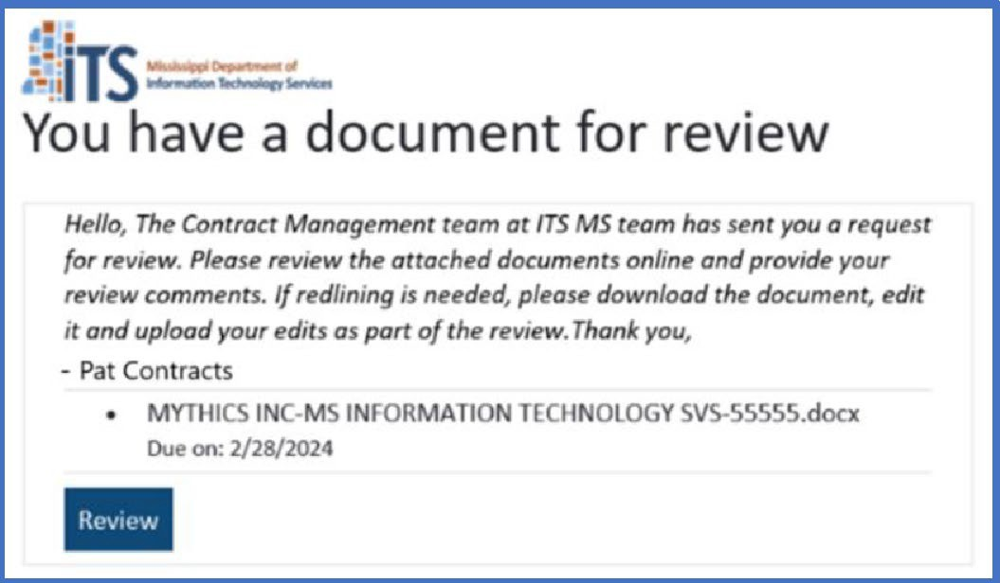 ITS
Mississippi Department of
Information Technology Services
You have a document for review
Hello, The Contract Management team at ITS MS team has sent you a request
for review. Please review the attached documents online and provide your
review comments. If redlining is needed, please download the document, edit
it and upload your edits as part of the review.Thank you,
- Pat Contracts
• MYTHICS INC-MS INFORMATION TECHNOLOGY SVS-55555.docx
Due on: 2/28/2024
Review